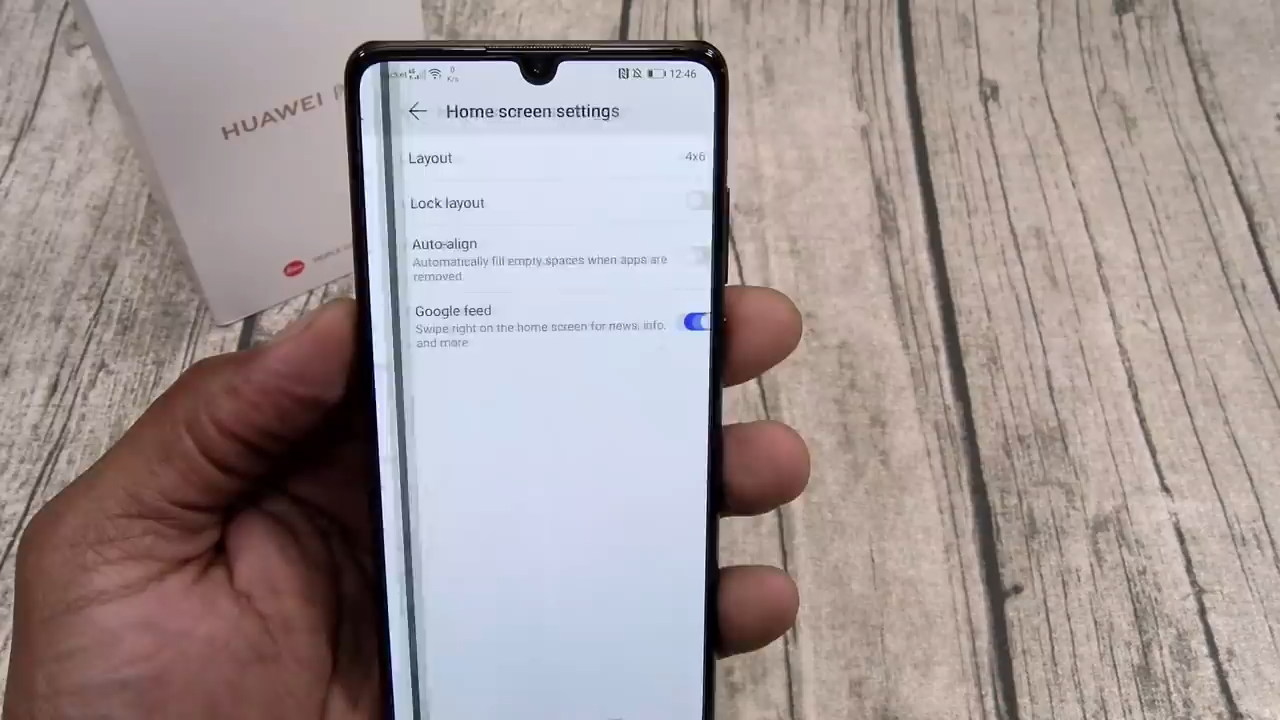 HUAWEI P
12:46
Home screen settings
Layout
4x6
Lock layout
Auto-align
Automatically fill empty spaces when apps are
removed.
Google feed
Swipe right on the home screen for news, info,
and more